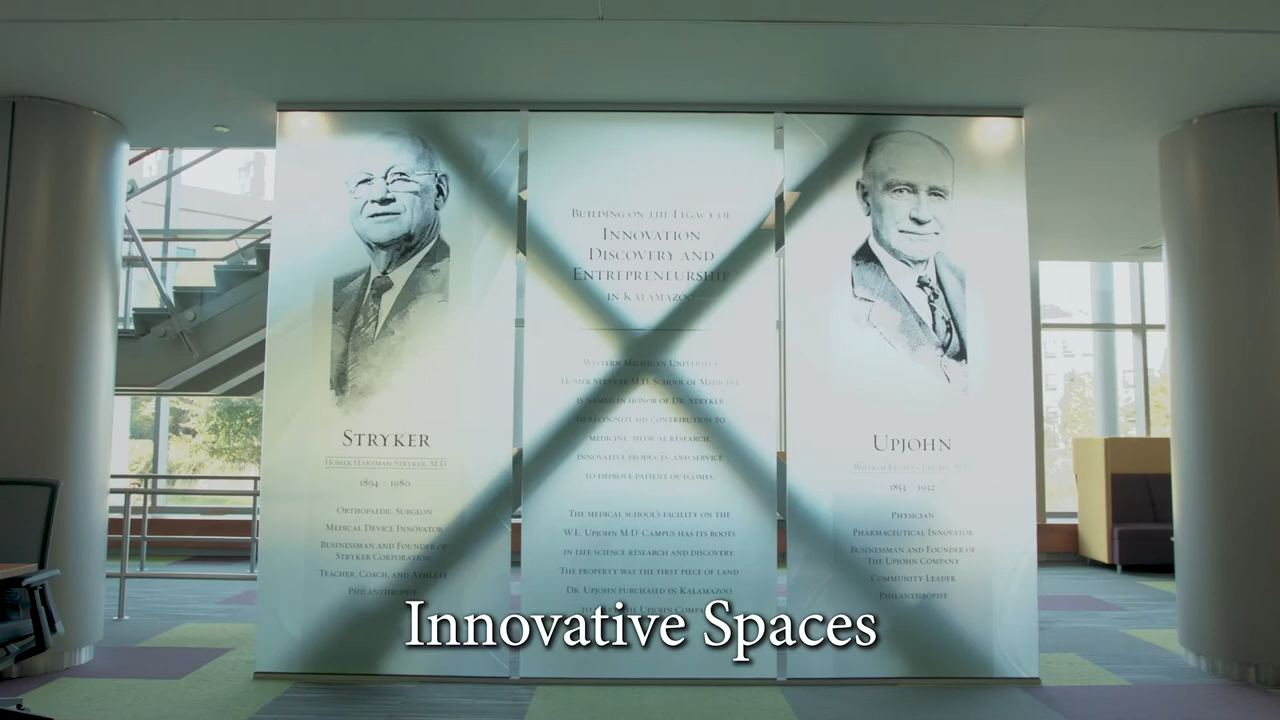 STRYKER
HOMER HARTMAN STRYKER, M.D.
1894 1980
ORTHOPAEDIC SURGEON
MEDICAL DEVICE INNOVATOR
BUSINESSMAN AND FOUNDER OF
STRYKER CORPORATION
TEACHER, COACH, AND ATHLETE
PHILANTHROPIST
BUILDING ON THE LEGACY OF
INNOVATION
DISCOVERY AND
ENTREPRENEURSHIP
IN KALAMAZOO
WESTERN MICHIGAN UNIVERSITY
HOMER STRYKER M.D. SCHOOL OF MEDICINE
IS NAMED IN HONOR OF DR. STRYKER
TO RECOGNIZE HIS CONTRIBUTION TO
MEDICINE, MEDICAL RESEARCH,
INNOVATIVE PRODUCTS, AND SERVICE
TO IMPROVE PATIENT OUTCOMES.
THE MEDICAL SCHOOL'S FACILITY ON THE
W.E. UPJOHN M.D. CAMPUS HAS ITS ROOTS
IN LIFE SCIENCE RESEARCH AND DISCOVERY.
THE PROPERTY WAS THE FIRST PIECE OF LAND
DR. UPJOHN PURCHASED IN KALAMAZOO
THE UPJOHN
UPJOHN
WILLIAM UPJOHN, M.D.
1853 1932
PHYSICIAN
PHARMACEUTICAL INNOVATOR
BUSINESSMAN AND FOUNDER OF
THE UPJOHN COMPANY
COMMUNITY LEADER
PHILANTHROPIST
Innovative Spaces